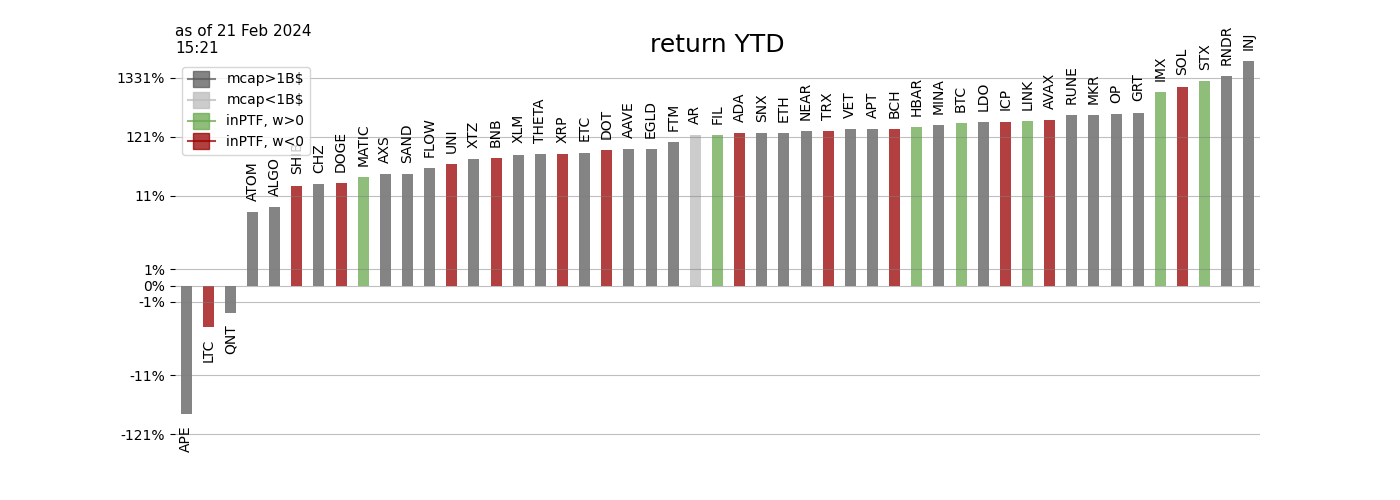 as of 21 Feb 2024
15:21
return YTD
mcap>1B$
mcap<1B$
inPTF, w>0
inPTF, w<0
1331%
121%
11%
1%
0%
-1%
-11%
-121%
APE
LTC
QNT
ATOM
ALGO
SHIB
CHZ
DOGE
MATIC
AXS
SAND
FLOW
UNI
XTZ
BNB
XLM
THETA
XRP
ETC
DOT
AAVE
EGLD
FTM
AR
FIL
ADA
SNX
ETH
NEAR
TRX
VET
APT
BCH
HBAR
MINA
BTC
LDO
ICP
LINK
AVAX
RUNE
MKR
OP
GRT
IMX
SOL
STX
RNDR
INJ